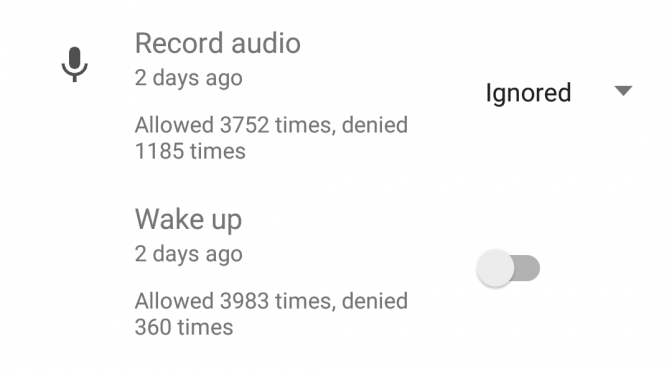 Record audio
2 days ago
Ignored
Allowed 3752 times, denied
1185 times
Wake up
2 days ago
Allowed 3983 times, denied
360 times